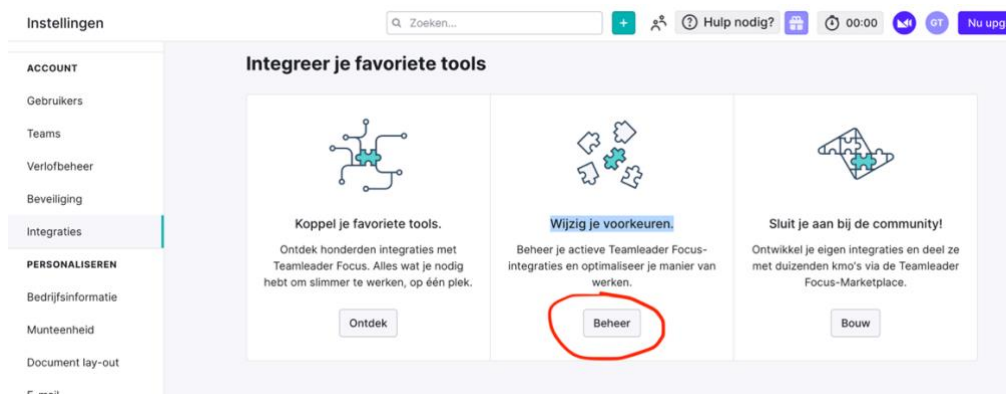 Instellingen
Zoeken...
+
Hulp nodig?
00:00
GT
Nu upg
ACCOUNT
Gebruikers
Teams
Verlofbeheer
Beveiliging
Integraties
PERSONALISEREN
Bedrijfsinformatie
Munteenheid
Document lay-out
Integreer je favoriete tools
Koppel je favoriete tools.
Ontdek honderden integraties met
Teamleader Focus. Alles wat je nodig
hebt om slimmer te werken, op één plek.
Ontdek
Wijzig je voorkeuren.
Beheer je actieve Teamleader Focus-
integraties en optimaliseer je manier van
werken.
Beheer
Sluit je aan bij de community!
Ontwikkel je eigen integraties en deel ze
met duizenden kmo's via de Teamleader
Focus-Marketplace.
Bouw